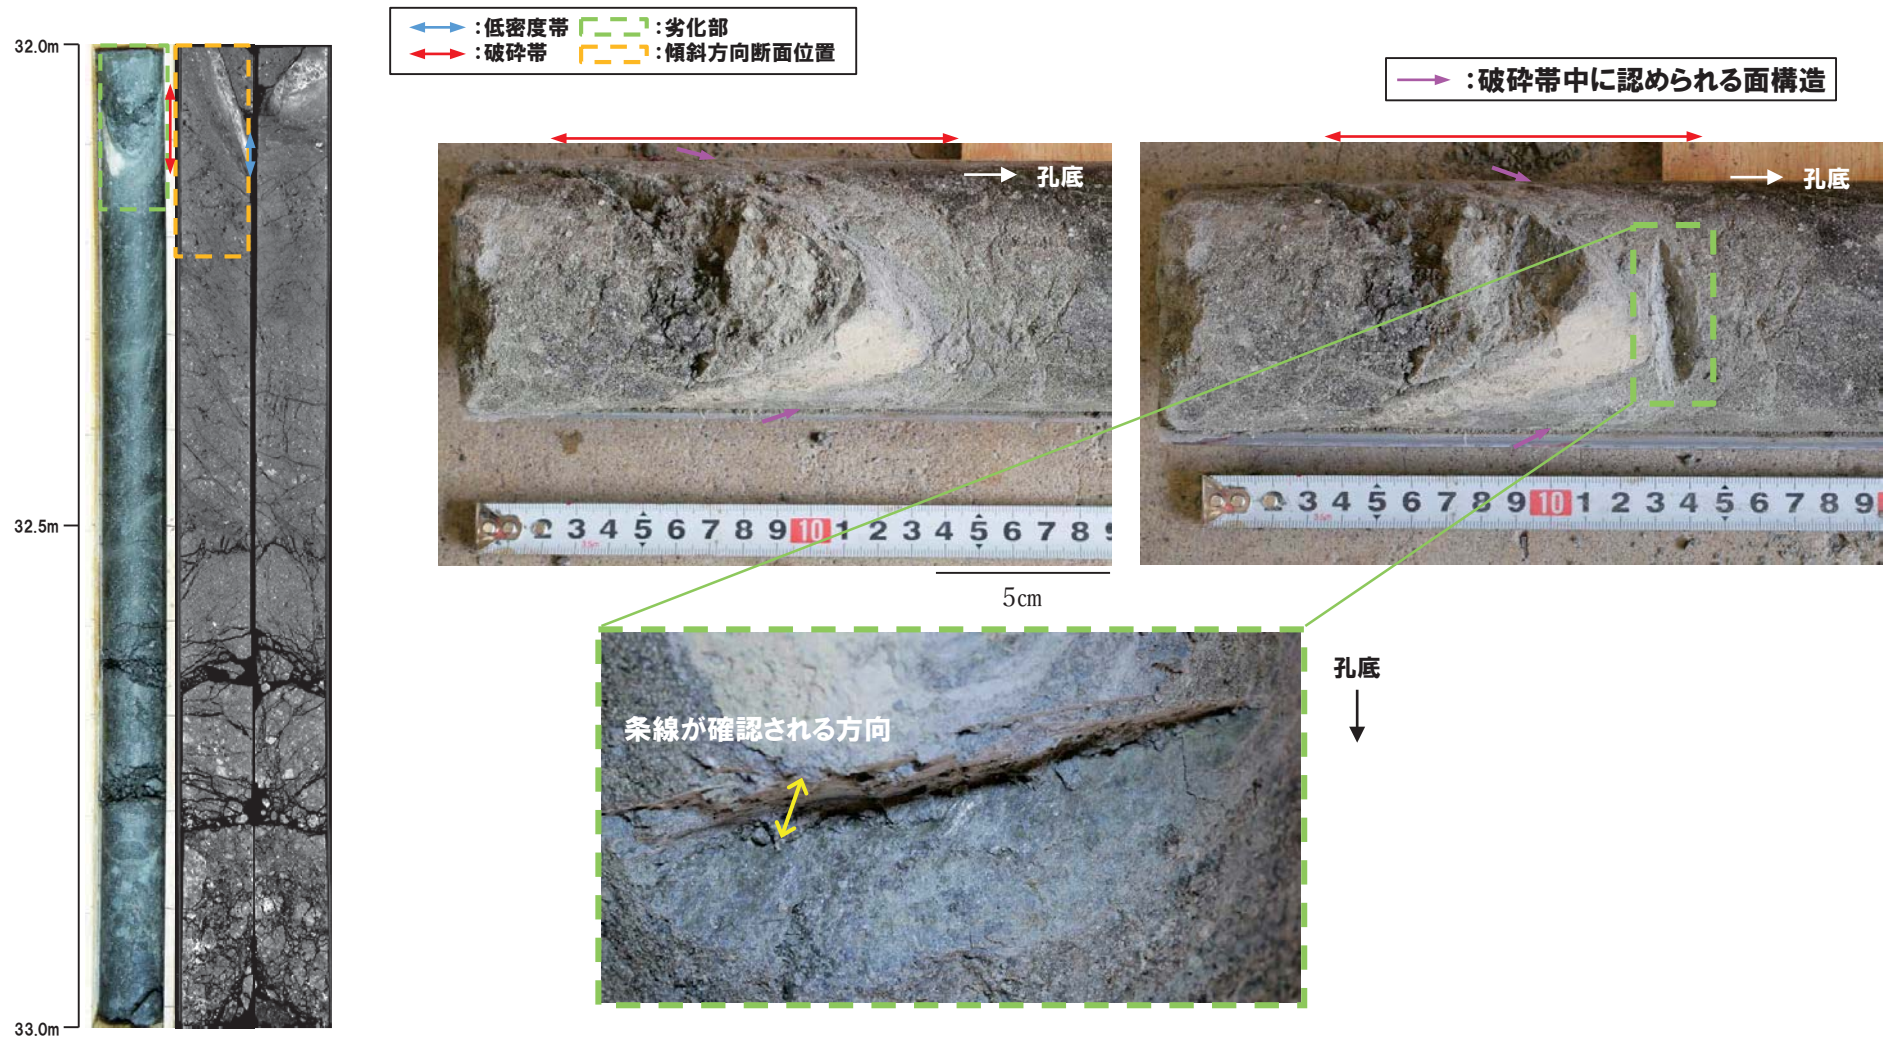 :低密度帯 :劣化部
:破砕帯 :傾斜方向断面位置
:破砕帯中に認められる面構造
32.0m
32.5m
33.0m
孔底
孔底
3 4 5 6 7 8 9 10 1 2 3 4 5 6 7 8
3 4 5 6 7 8 9 10 1 2 3 4 5 6 7 8 9
5cm
条線が確認される方向
孔底